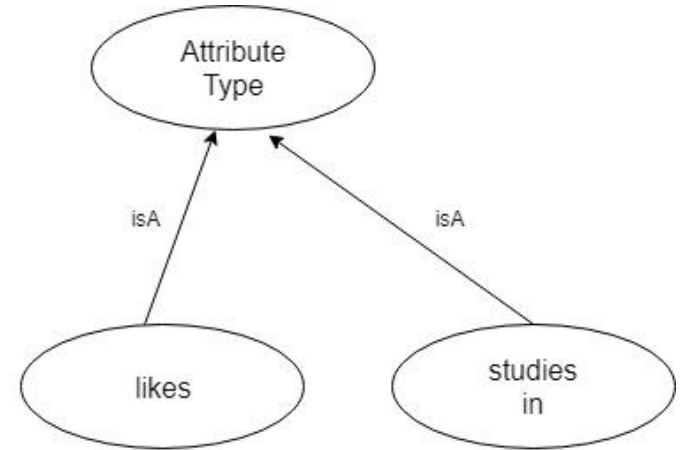 Attribute
Type
isA
isA
likes
studies
in